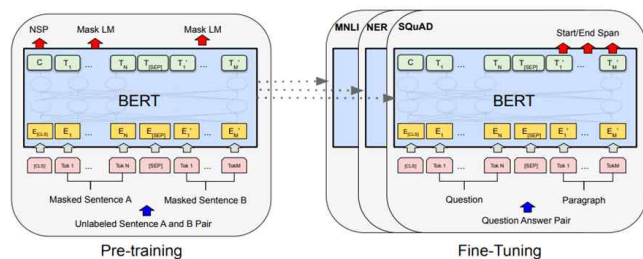 NSP Mask LM Mask LM
C T1 ... TN T[SEP] T1' ... TM'
BERT
E[CLS] E1 ... EN E[SEP] E1' ... EM'
[CLS] Tok 1 ... Tok N [SEP] Tok 1 ... TokM
Masked Sentence A Masked Sentence B
Unlabeled Sentence A and B Pair
Pre-training
MNLI NER SQuAD
Start/End Span
C T1 ... TN T[SEP] T1' ... TM'
BERT
E[CLS] E1 ... EN E[SEP] E1' ... EM'
[CLS] Tok 1 ... Tok N [SEP] Tok 1 ... TokM
Question Paragraph
Question Answer Pair
Fine-Tuning